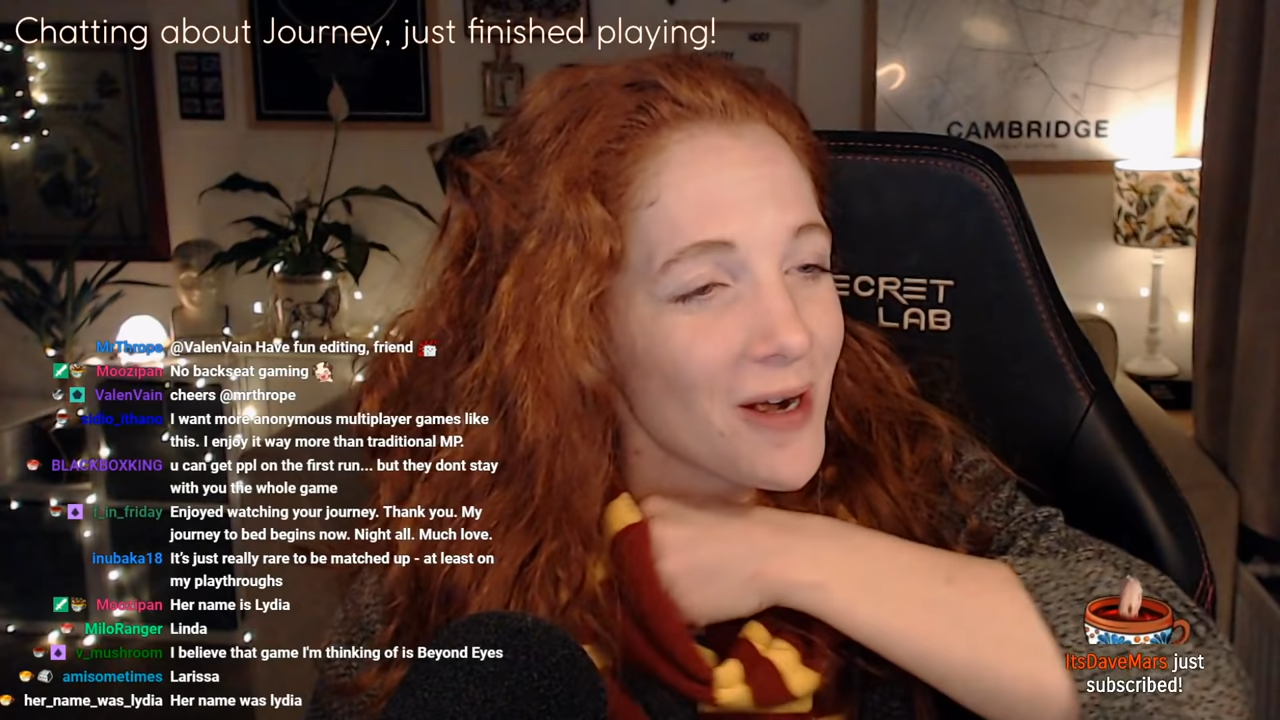 Chatting about Journey, just finished playing!
CAMBRIDGE
ECRET
LAB
MrThrope @ValenVain Have fun editing, friend
Moozipan No backseat gaming
ValenVain cheers @mrthrope
I want more anonymous multiplayer games like
this. I enjoy it way more than traditional MP.
BLACKBOXKING u can get ppl on the first run... but they dont stay
with you the whole game
Enjoyed watching your journey. Thank you. My
journey to bed begins now. Night all. Much love.
inubaka18 It's just really rare to be matched up - at least on
my playthroughs
Moozipan Her name is Lydia
MiloRanger Linda
v_mushroom I believe that game I'm thinking of is Beyond Eyes
amisometimes Larissa
her_name_was_lydia Her name was lydia
ItsDaveMars just
subscribed!